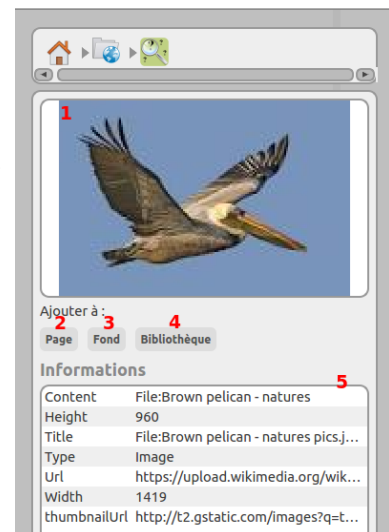 1
Ajouter à :
2 3 4
Page Fond Bibliothèque
Informations
5
Content File:Brown pelican - natures
Height 960
Title File:Brown pelican - natures pics.j...
Type Image
Url https://upload.wikimedia.org/wik...
Width 1419
thumbnailUrl http://t2.gstatic.com/images?q=t...